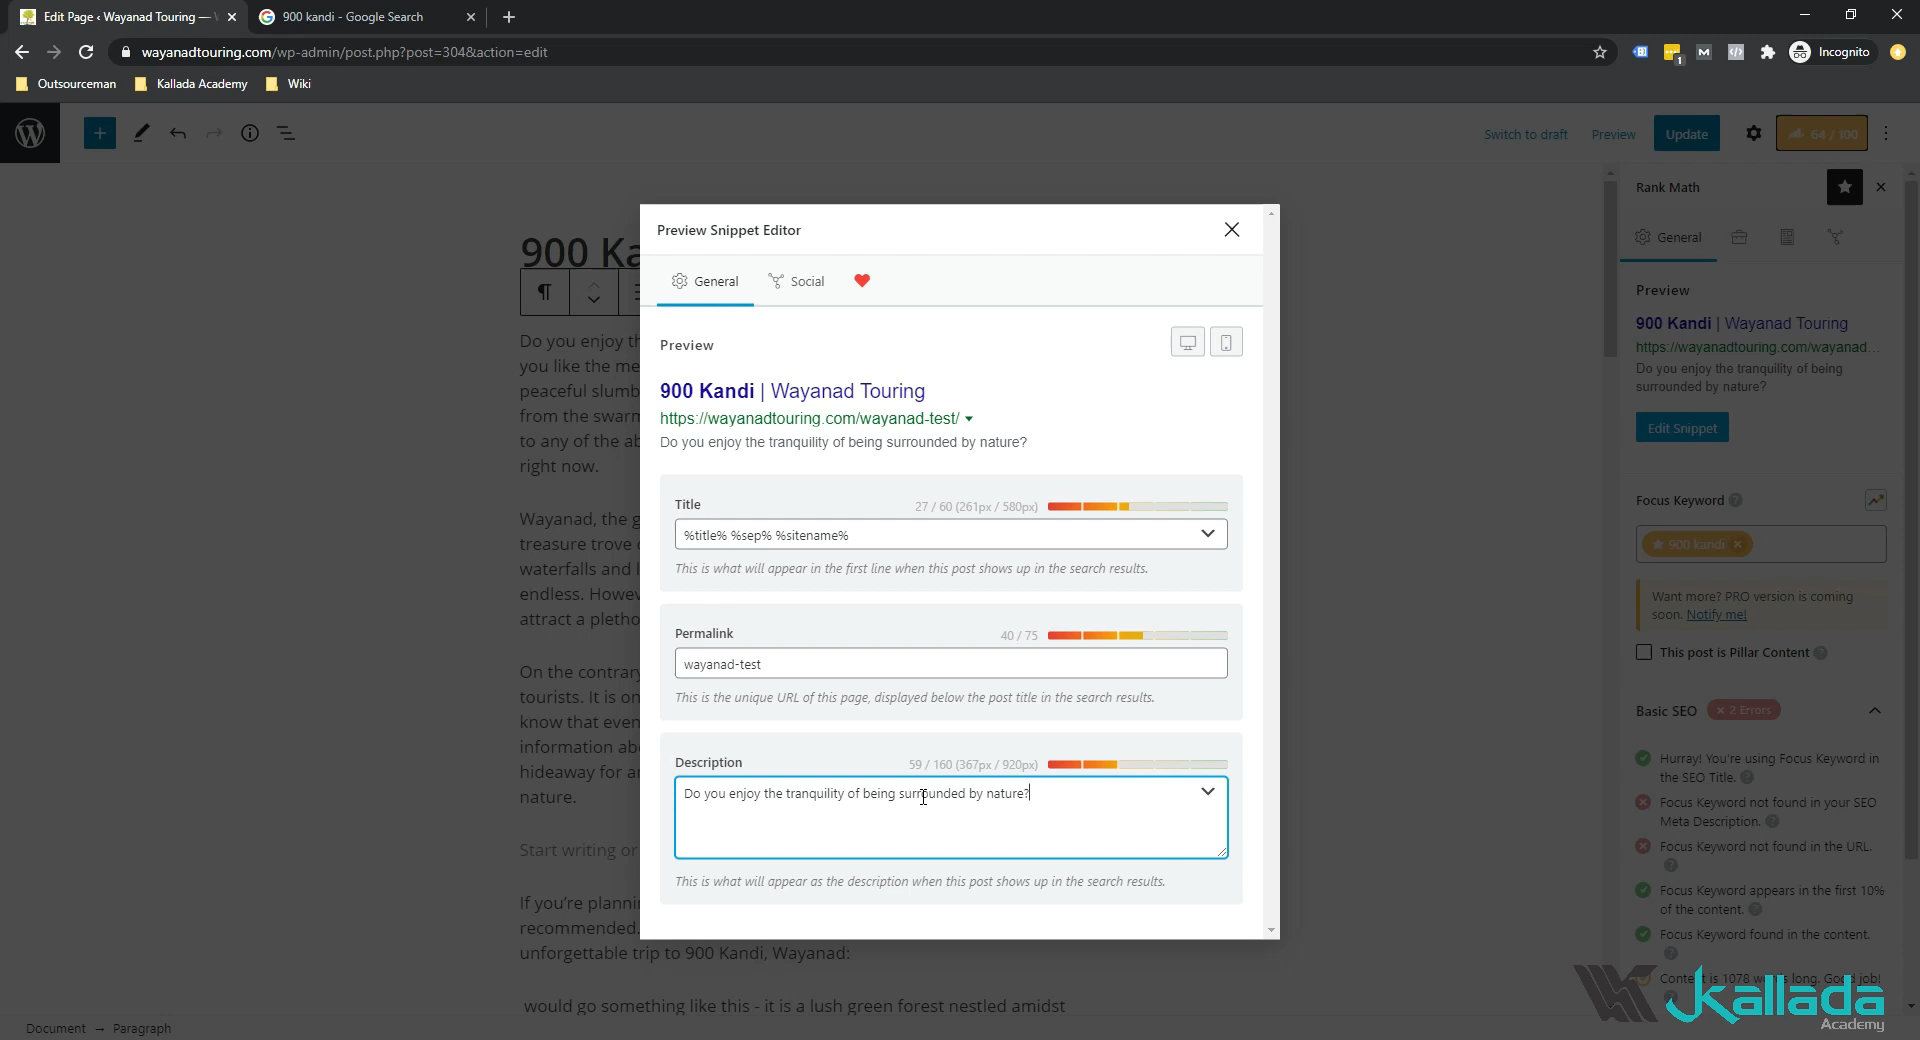 Edit Page ‹ Wayanad Touring —
900 kandi - Google Search
wayanadtouring.com/wp-admin/post.php?post=304&action=edit
1
Incognito
Outsourceman
Kallada Academy
Wiki
Switch to draft
Preview
Update
64 / 100
Rank Math
General
Preview
900 Kandi | Wayanad Touring
https://wayanadtouring.com/wayanad...
Do you enjoy the tranquility of being
surrounded by nature?
Edit Snippet
Focus Keyword
900 kandi
Want more? PRO version is coming
soon. Notify me!
This post is Pillar Content
Basic SEO
2 Errors
Hurray! You're using Focus Keyword in
the SEO Title.
Focus Keyword not found in your SEO
Meta Description.
Focus Keyword not found in the URL.
Focus Keyword appears in the first 10%
of the content.
Focus Keyword found in the content.
is 1078 long. job!
Kallada
Academy
900 Ka
Do you enjoy th
you like the me
peaceful slumb
from the swarm
to any of the ab
right now.
Wayanad, the g
treasure trove
waterfalls and l
endless. Howev
attract a pletho
On the contrary
tourists. It is on
know that even
information abo
hideaway for a
nature.
Start writing or
If you're planni
recommended.
unforgettable trip to 900 Kandi, Wayanad:
would go something like this - it is a lush green forest nestled amidst
Document → Paragraph
Preview Snippet Editor
General
Social
Preview
900 Kandi | Wayanad Touring
https://wayanadtouring.com/wayanad-test/
Do you enjoy the tranquility of being surrounded by nature?
Title
27 / 60 (261px / 580px)
%title% %sep% %sitename%
This is what will appear in the first line when this post shows up in the search results.
Permalink
40 / 75
wayanad-test
This is the unique URL of this page, displayed below the post title in the search results.
Description
59 / 160 (367px / 920px)
Do you enjoy the tranquility of being surrounded by nature?
This is what will appear as the description when this post shows up in the search results.